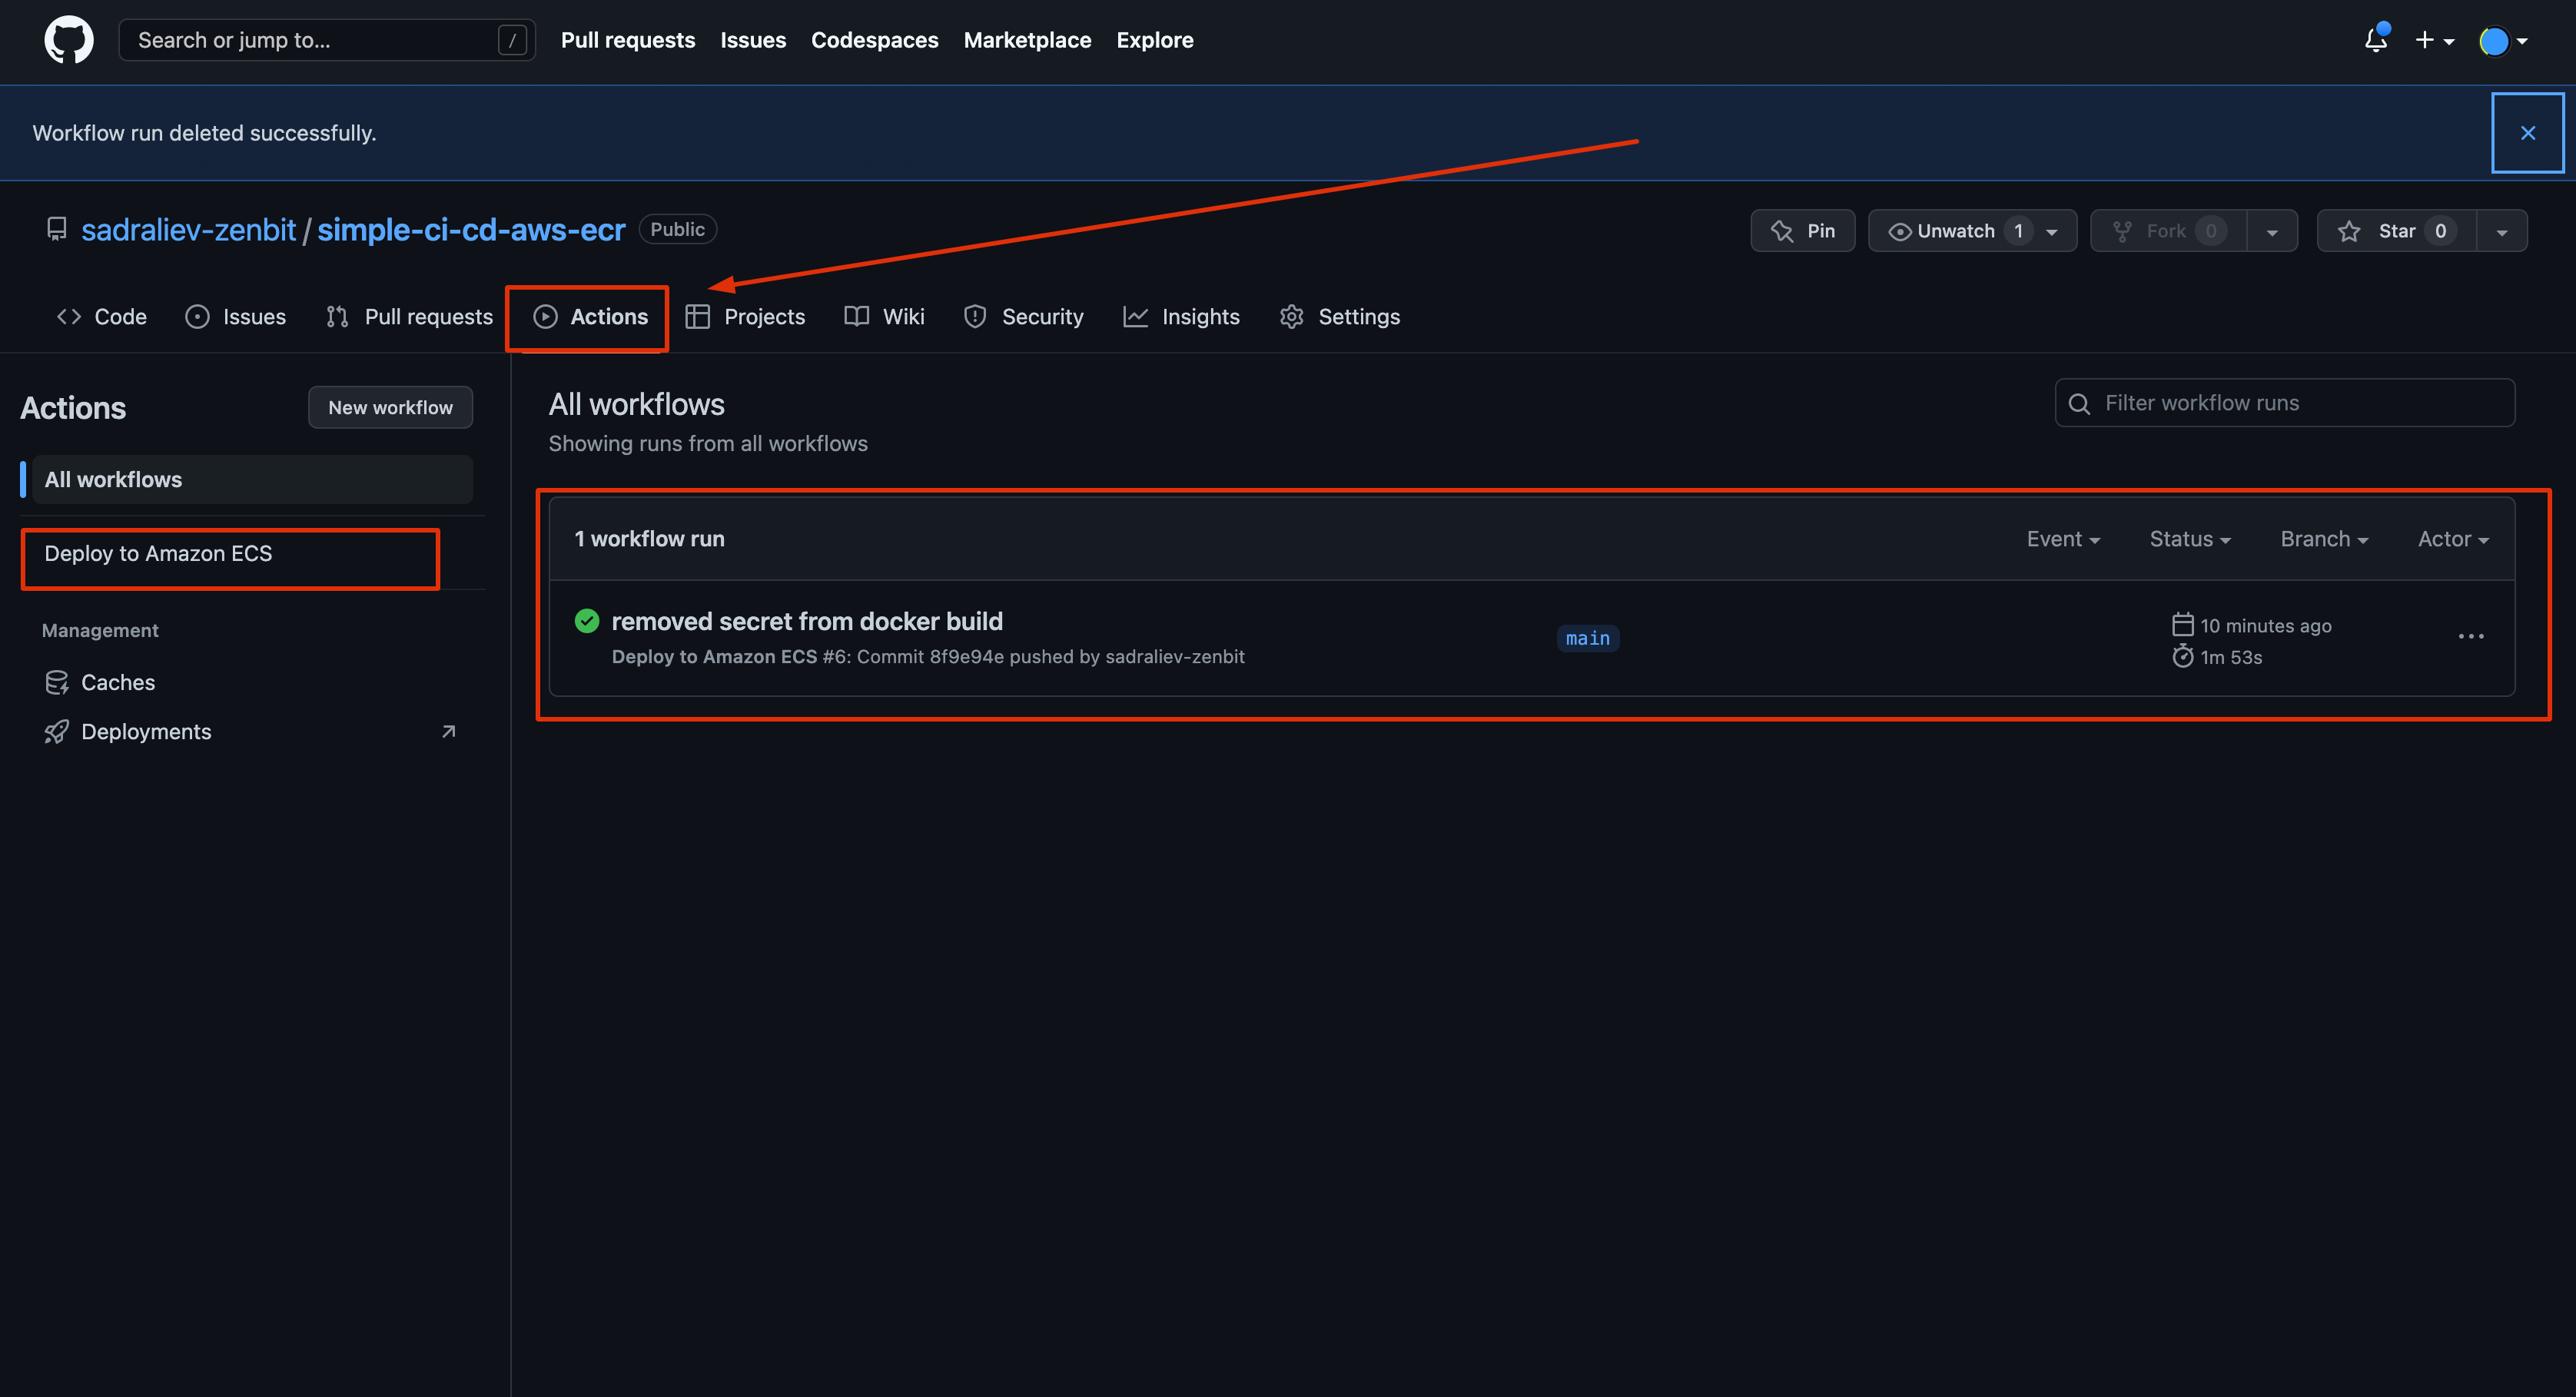 Search or jump to... /
Pull requests Issues Codespaces Marketplace Explore
Workflow run deleted successfully.
sadraliev-zenbit / simple-ci-cd-aws-ecr Public
Pin Unwatch 1 Fork 0 Star 0
Code Issues Pull requests Actions Projects Wiki Security Insights Settings
Actions
New workflow
All workflows
Deploy to Amazon ECS
Management
Caches
Deployments
All workflows
Showing runs from all workflows
Filter workflow runs
1 workflow run
Event Status Branch Actor
removed secret from docker build
Deploy to Amazon ECS #6: Commit 8f9e94e pushed by sadraliev-zenbit
main
10 minutes ago
1m 53s